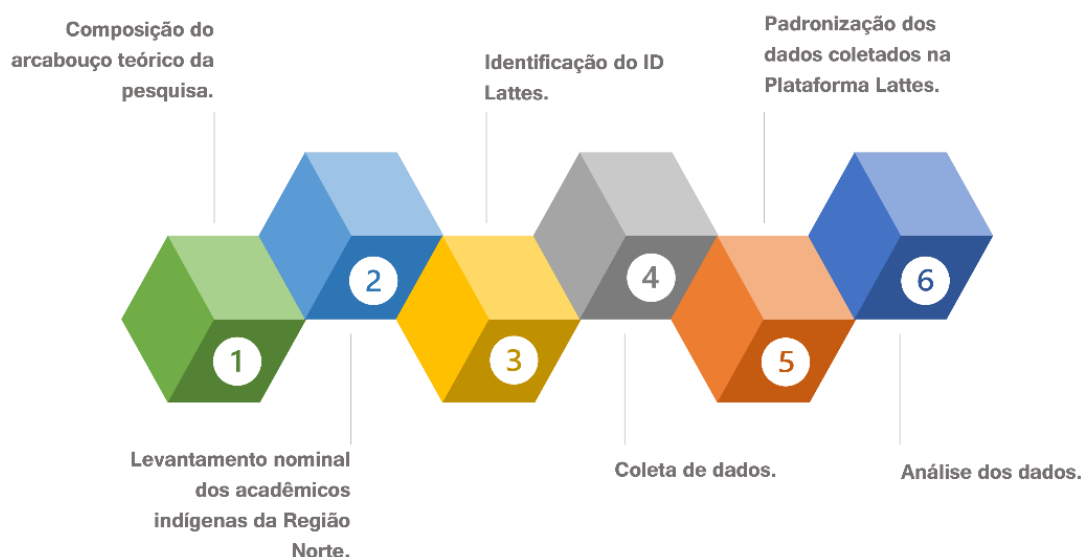 Composição do
arcabouço teórico da
pesquisa.
Identificação do ID
Lattes.
Padronização dos
dados coletados na
Plataforma Lattes.
1
2
3
4
5
6
Levantamento nominal
dos acadêmicos
indígenas da Região
Norte.
Coleta de dados.
Análise dos dados.